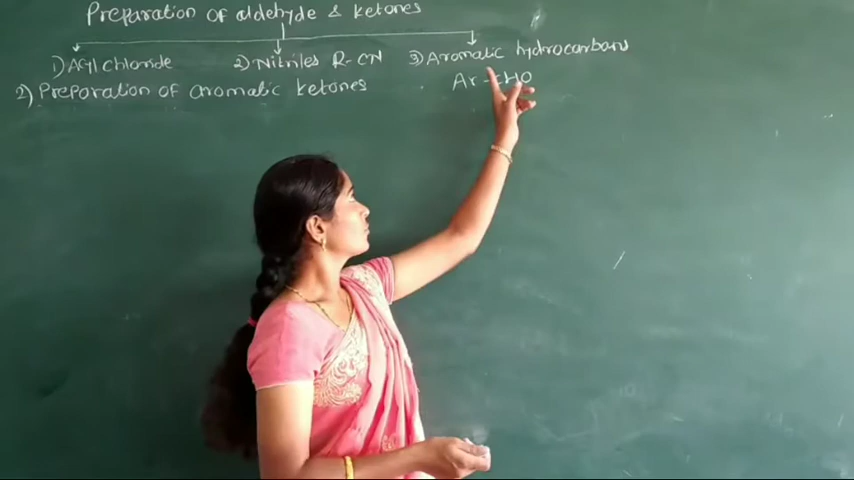 Preparation of aldehyde & ketones
1) Acyl chloride 2) Nitriles R-CN 3) Aromatic hydrocarbons
Ar-CHO
2) Preparation of aromatic ketones